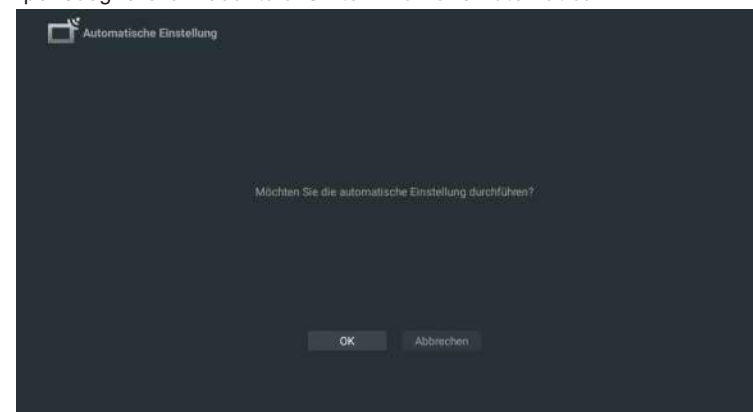 Automatische Einstellung
Möchten Sie die automatische Einstellung durchführen?
OK
Abbrechen